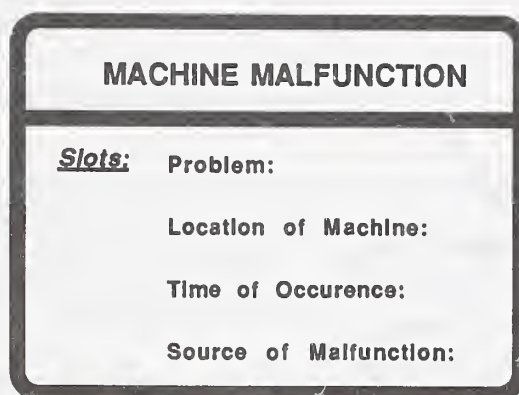 MACHINE MALFUNCTION
Slots: Problem:
Location of Machine:
Time of Occurence:
Source of Malfunction: